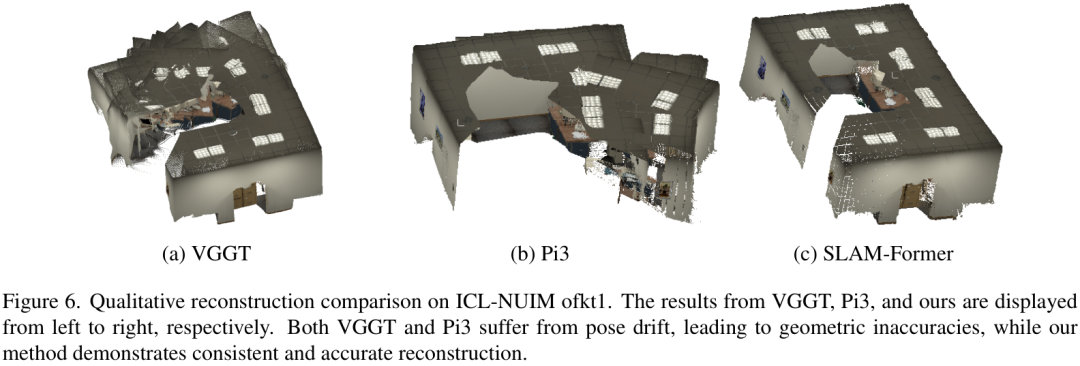 (a) VGGT
(b) Pi3
(c) SLAM-Former
Figure 6. Qualitative reconstruction comparison on ICL-NUIM ofkt1. The results from VGGT, Pi3, and ours are displayed
from left to right, respectively. Both VGGT and Pi3 suffer from pose drift, leading to geometric inaccuracies, while our
method demonstrates consistent and accurate reconstruction.